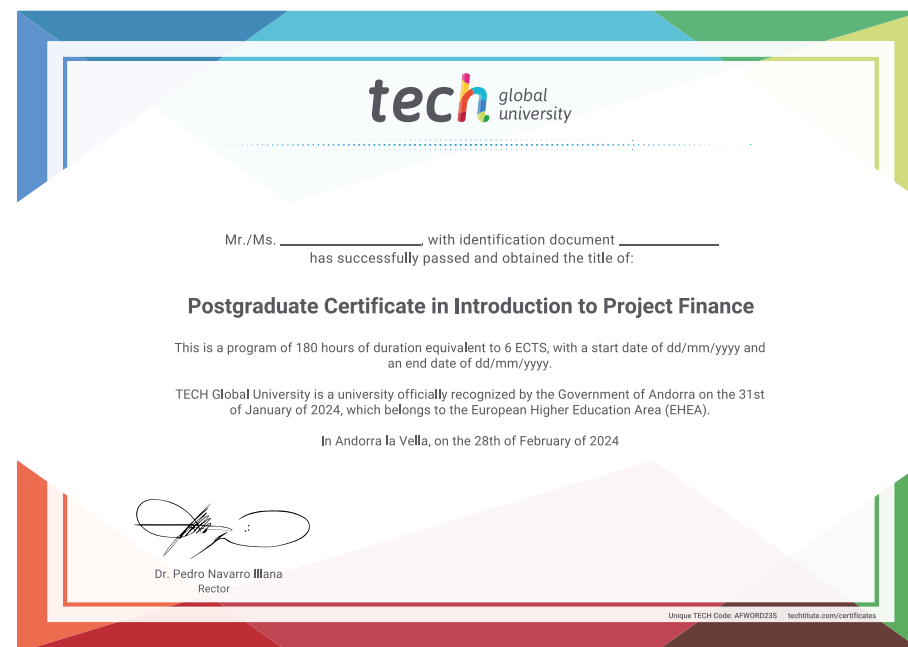 tech global university
Mr./Ms. ____________________, with identification document ______________
has successfully passed and obtained the title of:
Postgraduate Certificate in Introduction to Project Finance
This is a program of 180 hours of duration equivalent to 6 ECTS, with a start date of dd/mm/yyyy and
an end date of dd/mm/yyyy.
TECH Global University is a university officially recognized by the Government of Andorra on the 31st
of January of 2024, which belongs to the European Higher Education Area (EHEA).
In Andorra la Vella, on the 28th of February of 2024
Dr. Pedro Navarro Illana
Rector
Unique TECH Code: AFWORD23S techtitute.com/certificates